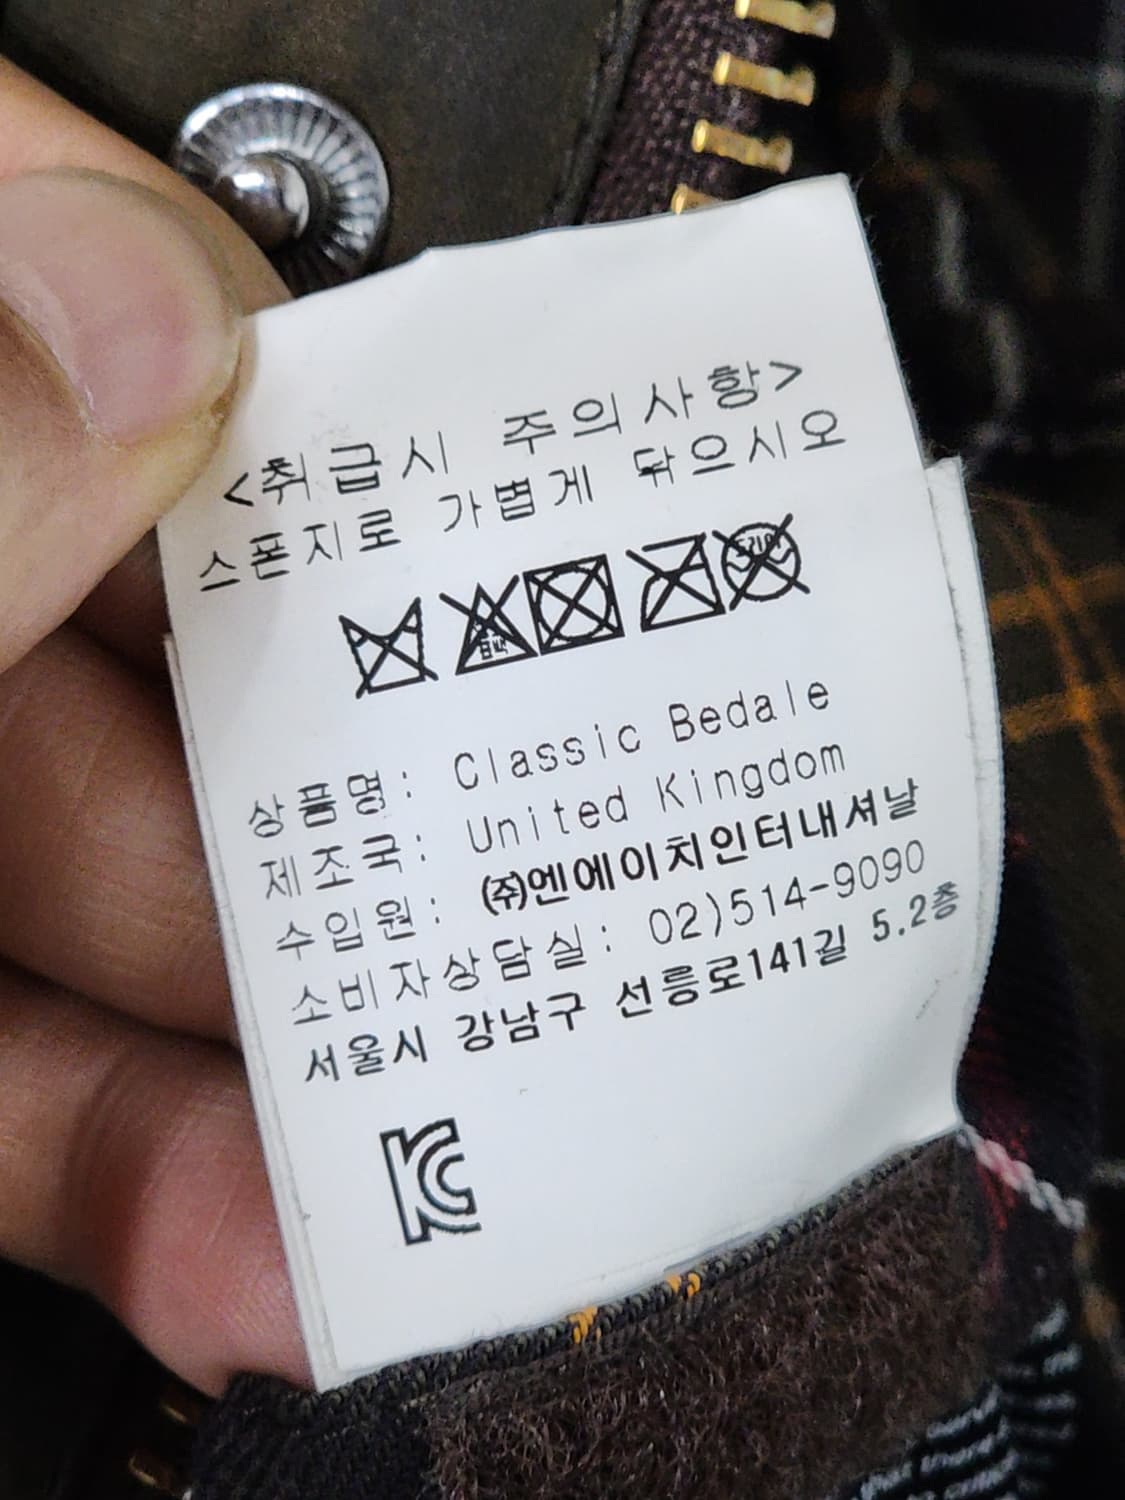 <취급시 주의사항>
스폰지로 가볍게 닦으시오
상품명: Classic Bedale
제조국: United Kingdom
수입원: ㈜엔에이치인터내셔날
소비자상담실: 02)514-9090
서울시 강남구 선릉로141길 5.2층
KC